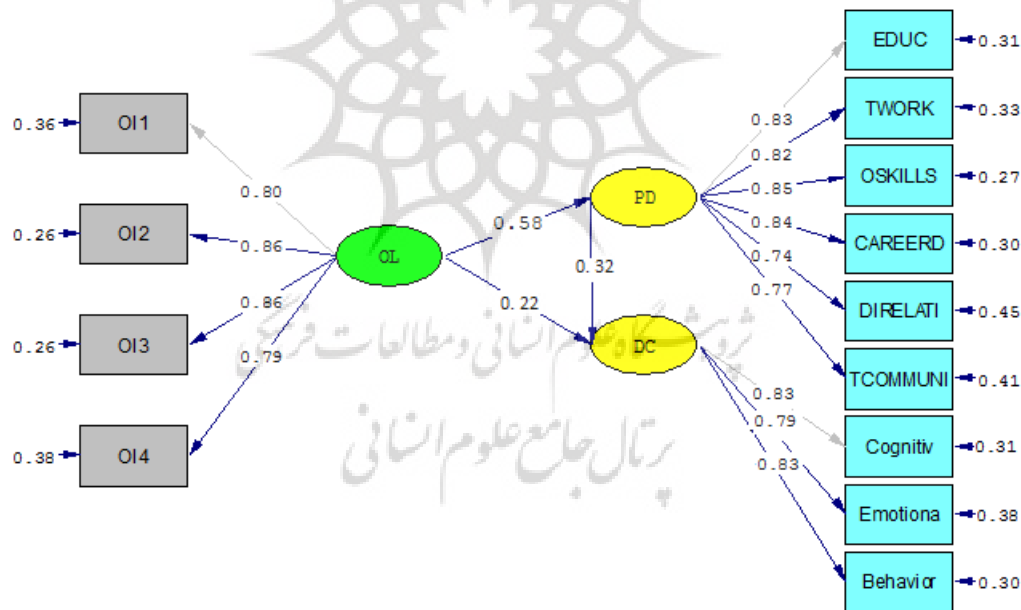 EDUC
0.31
0.36
OI1
0.83
TWORK
0.33
0.82
OSKILLS
0.27
0.80
0.85
PD
0.84
0.58
CAREERD
0.30
0.26
OI2
0.86
0.74
OL
0.32
0.77
0.22
DIRELATI
0.45
0.86
پژوهشگاه علوم انسانی و مطالعات فرهنگی
0.26
OI3
DC
0.79
TCOMMUNI
0.41
0.83
0.79
پرتال جامع علوم انسانی
Cognitiv
0.31
0.38
OI4
0.83
Emotiona
0.38
Behavior
0.30